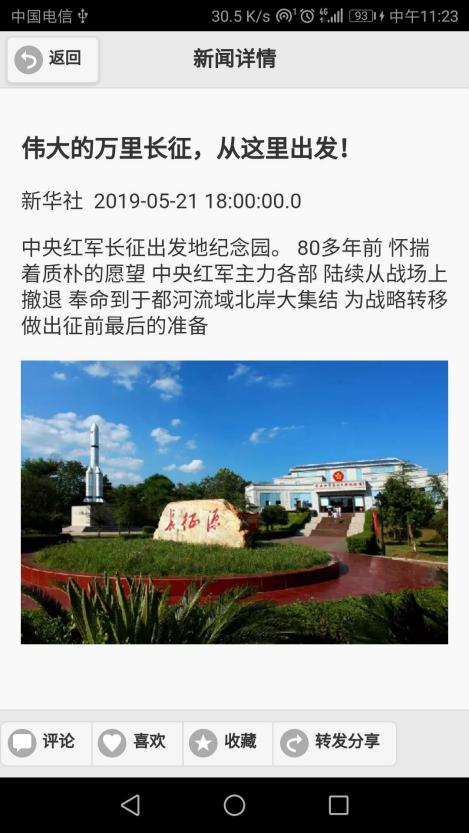 中国电信 30.5 K/s 4G 93 中午11:23
返回 新闻详情
伟大的万里长征，从这里出发！
新华社 2019-05-21 18:00:00.0
中央红军长征出发地纪念园。 80多年前 怀揣
着质朴的愿望 中央红军主力各部 陆续从战场上
撤退 奉命到于都河流域北岸大集结 为战略转移
做出征前最后的准备
长征源
评论 喜欢 收藏 转发分享